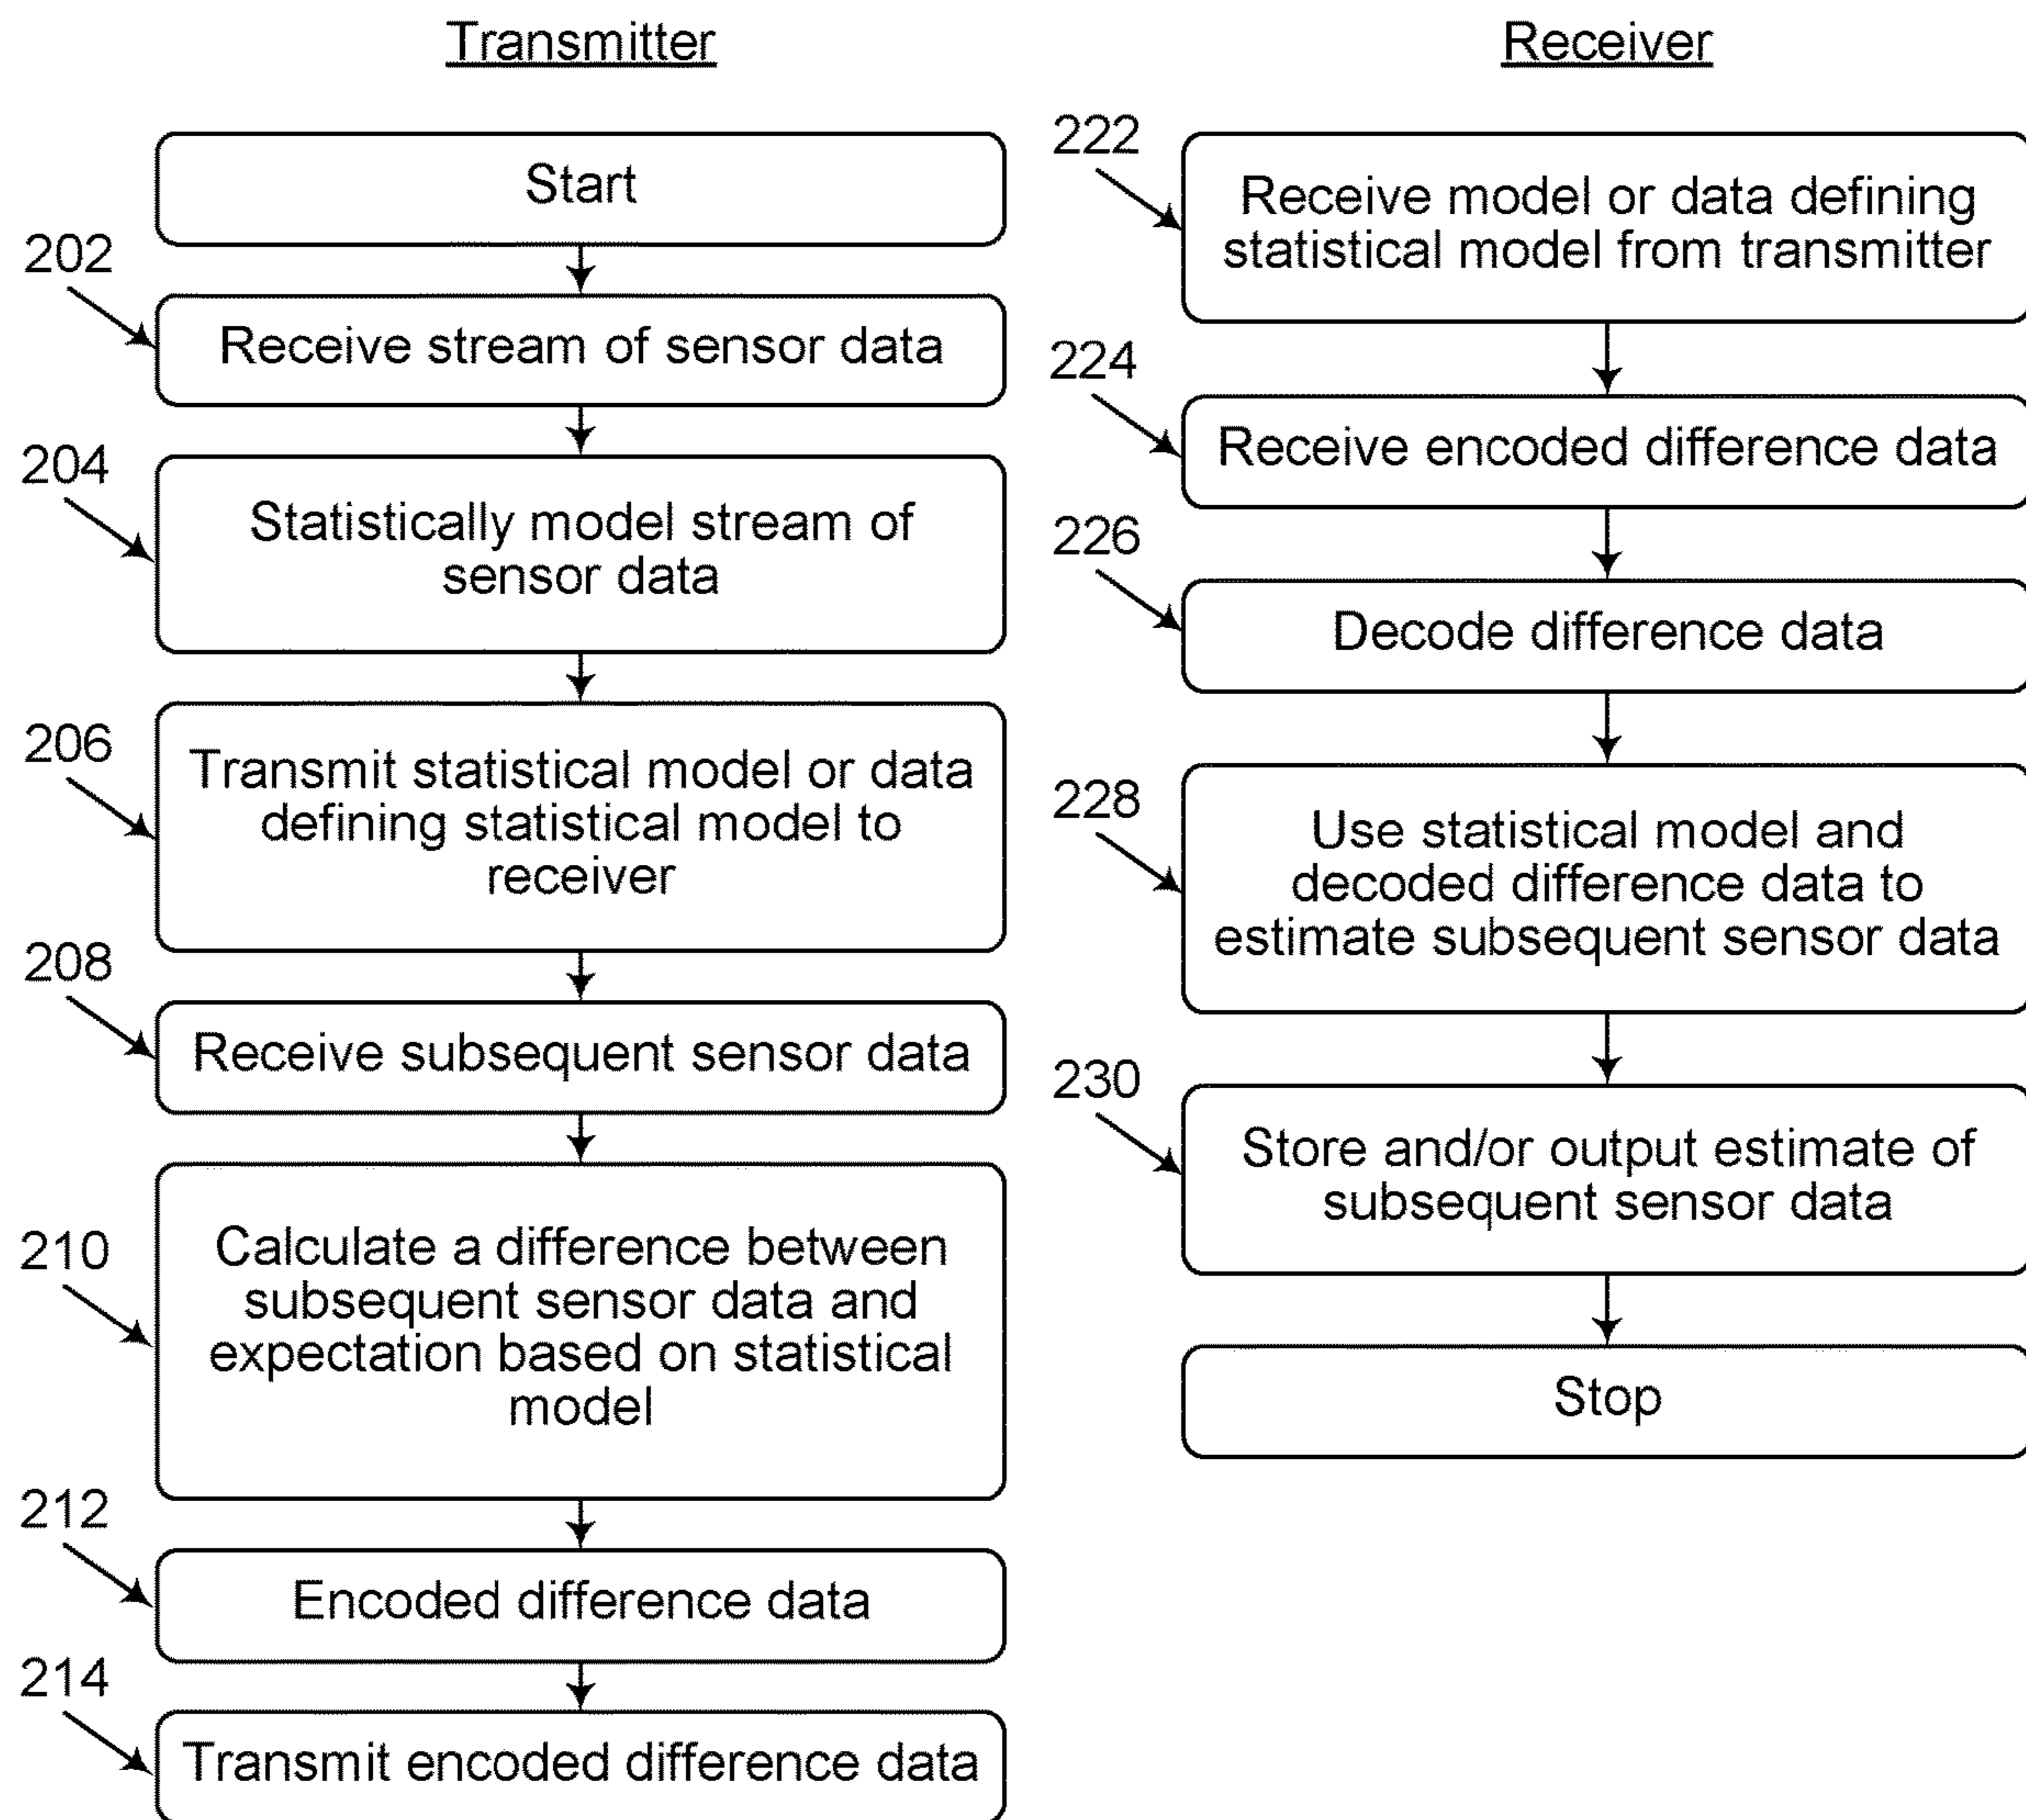 Transmitter
Start
202
Receive stream of sensor data
204
Statistically model stream of
sensor data
206
Transmit statistical model or data
defining statistical model to
receiver
208
Receive subsequent sensor data
210
Calculate a difference between
subsequent sensor data and
expectation based on statistical
model
212
Encoded difference data
214
Transmit encoded difference data
Receiver
222
Receive model or data defining
statistical model from transmitter
224
Receive encoded difference data
226
Decode difference data
228
Use statistical model and
decoded difference data to
estimate subsequent sensor data
230
Store and/or output estimate of
subsequent sensor data
Stop